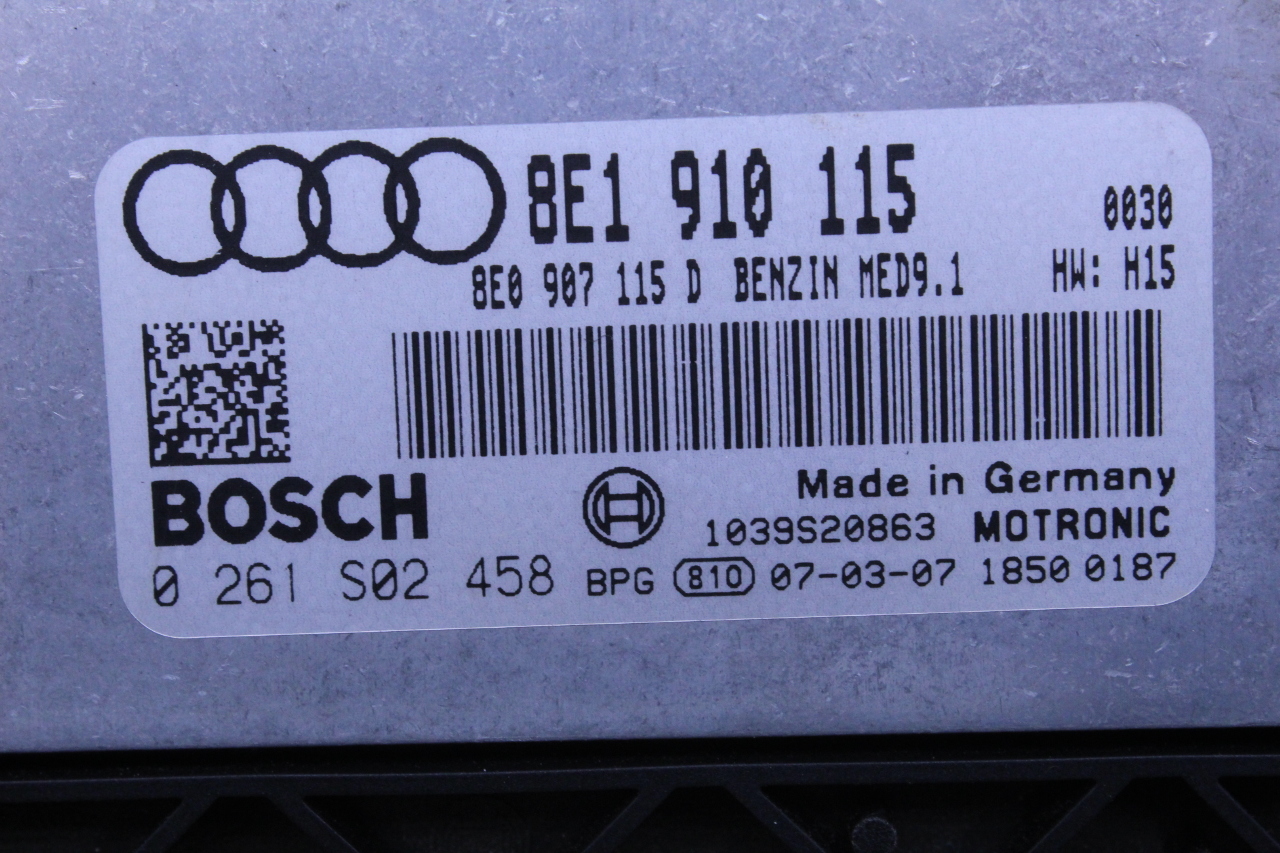 8E1 910 115 0030
8E0 907 115 D BENZIN MED9.1 HW: H15
BOSCH
Made in Germany
1039S20863 MOTRONIC
0 261 S02 458 BPG 810 07-03-07 1850 0187